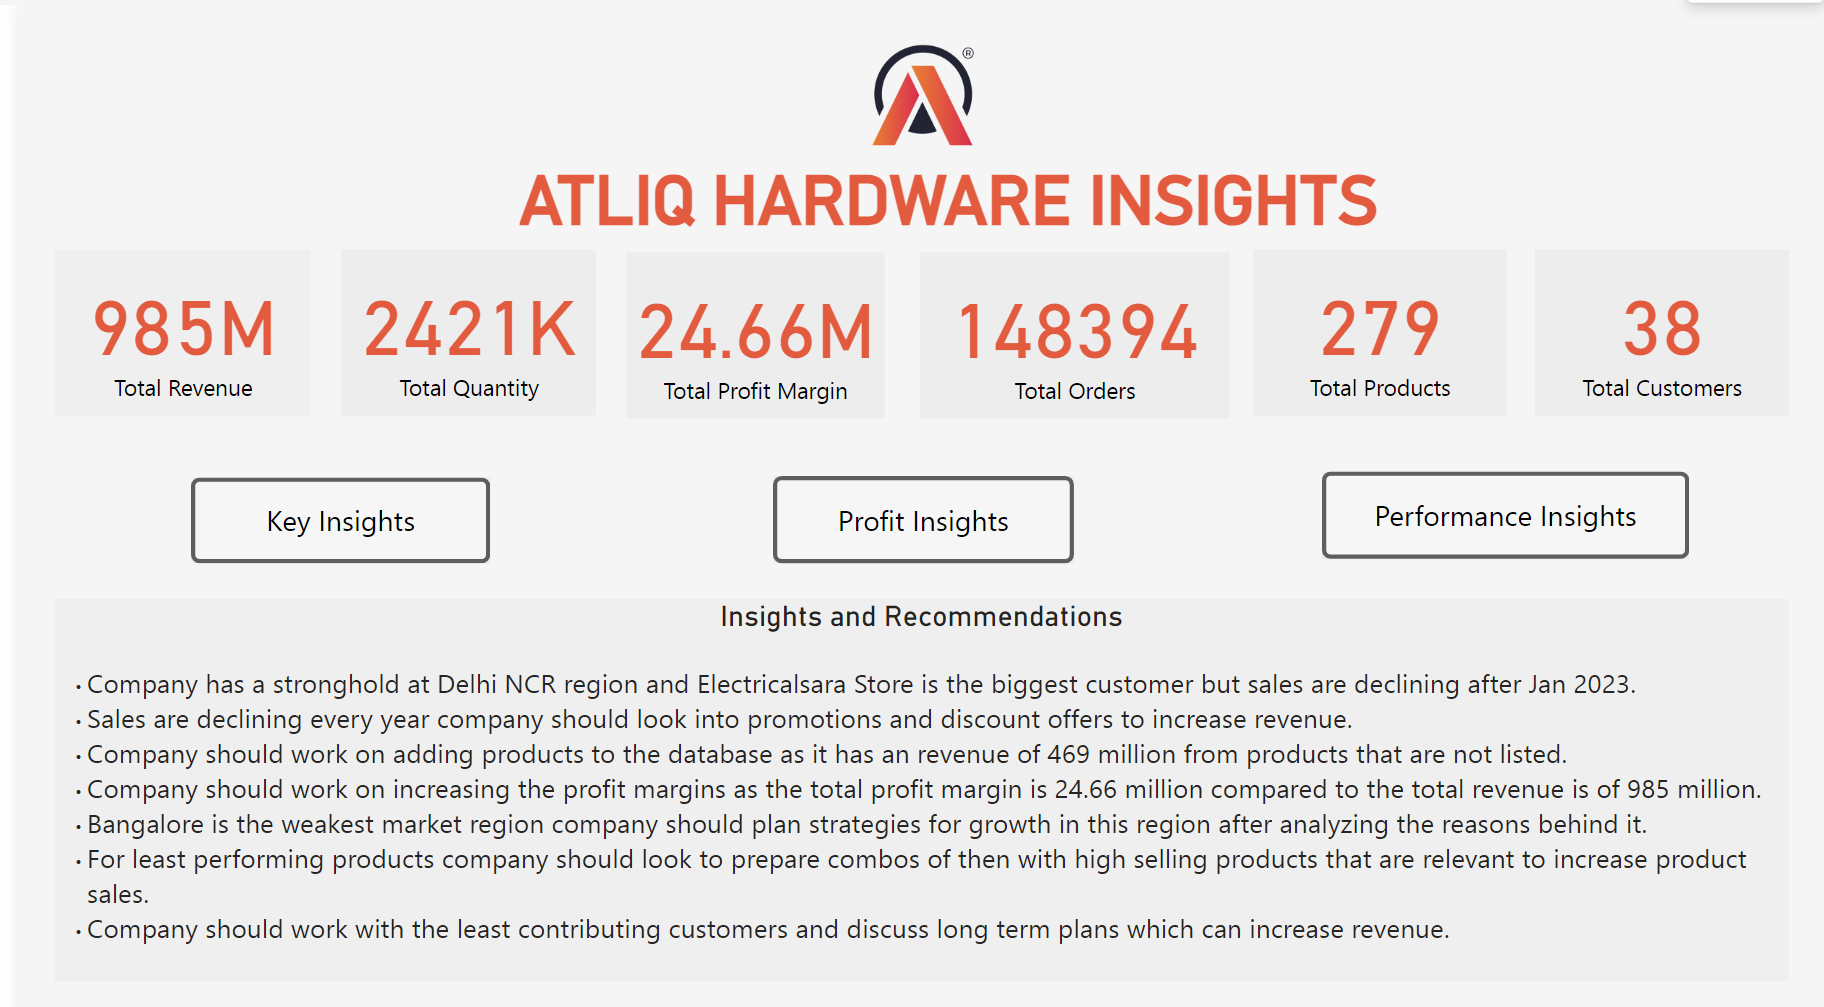 ®
ATLIQ HARDWARE INSIGHTS
985M
Total Revenue
2421K
Total Quantity
24.66M
Total Profit Margin
148394
Total Orders
279
Total Products
38
Total Customers
Key Insights
Profit Insights
Performance Insights
Insights and Recommendations
• Company has a stronghold at Delhi NCR region and Electricalsara Store is the biggest customer but sales are declining after Jan 2023.
• Sales are declining every year company should look into promotions and discount offers to increase revenue.
• Company should work on adding products to the database as it has an revenue of 469 million from products that are not listed.
• Company should work on increasing the profit margins as the total profit margin is 24.66 million compared to the total revenue is of 985 million.
• Bangalore is the weakest market region company should plan strategies for growth in this region after analyzing the reasons behind it.
• For least performing products company should look to prepare combos of then with high selling products that are relevant to increase product
sales.
• Company should work with the least contributing customers and discuss long term plans which can increase revenue.